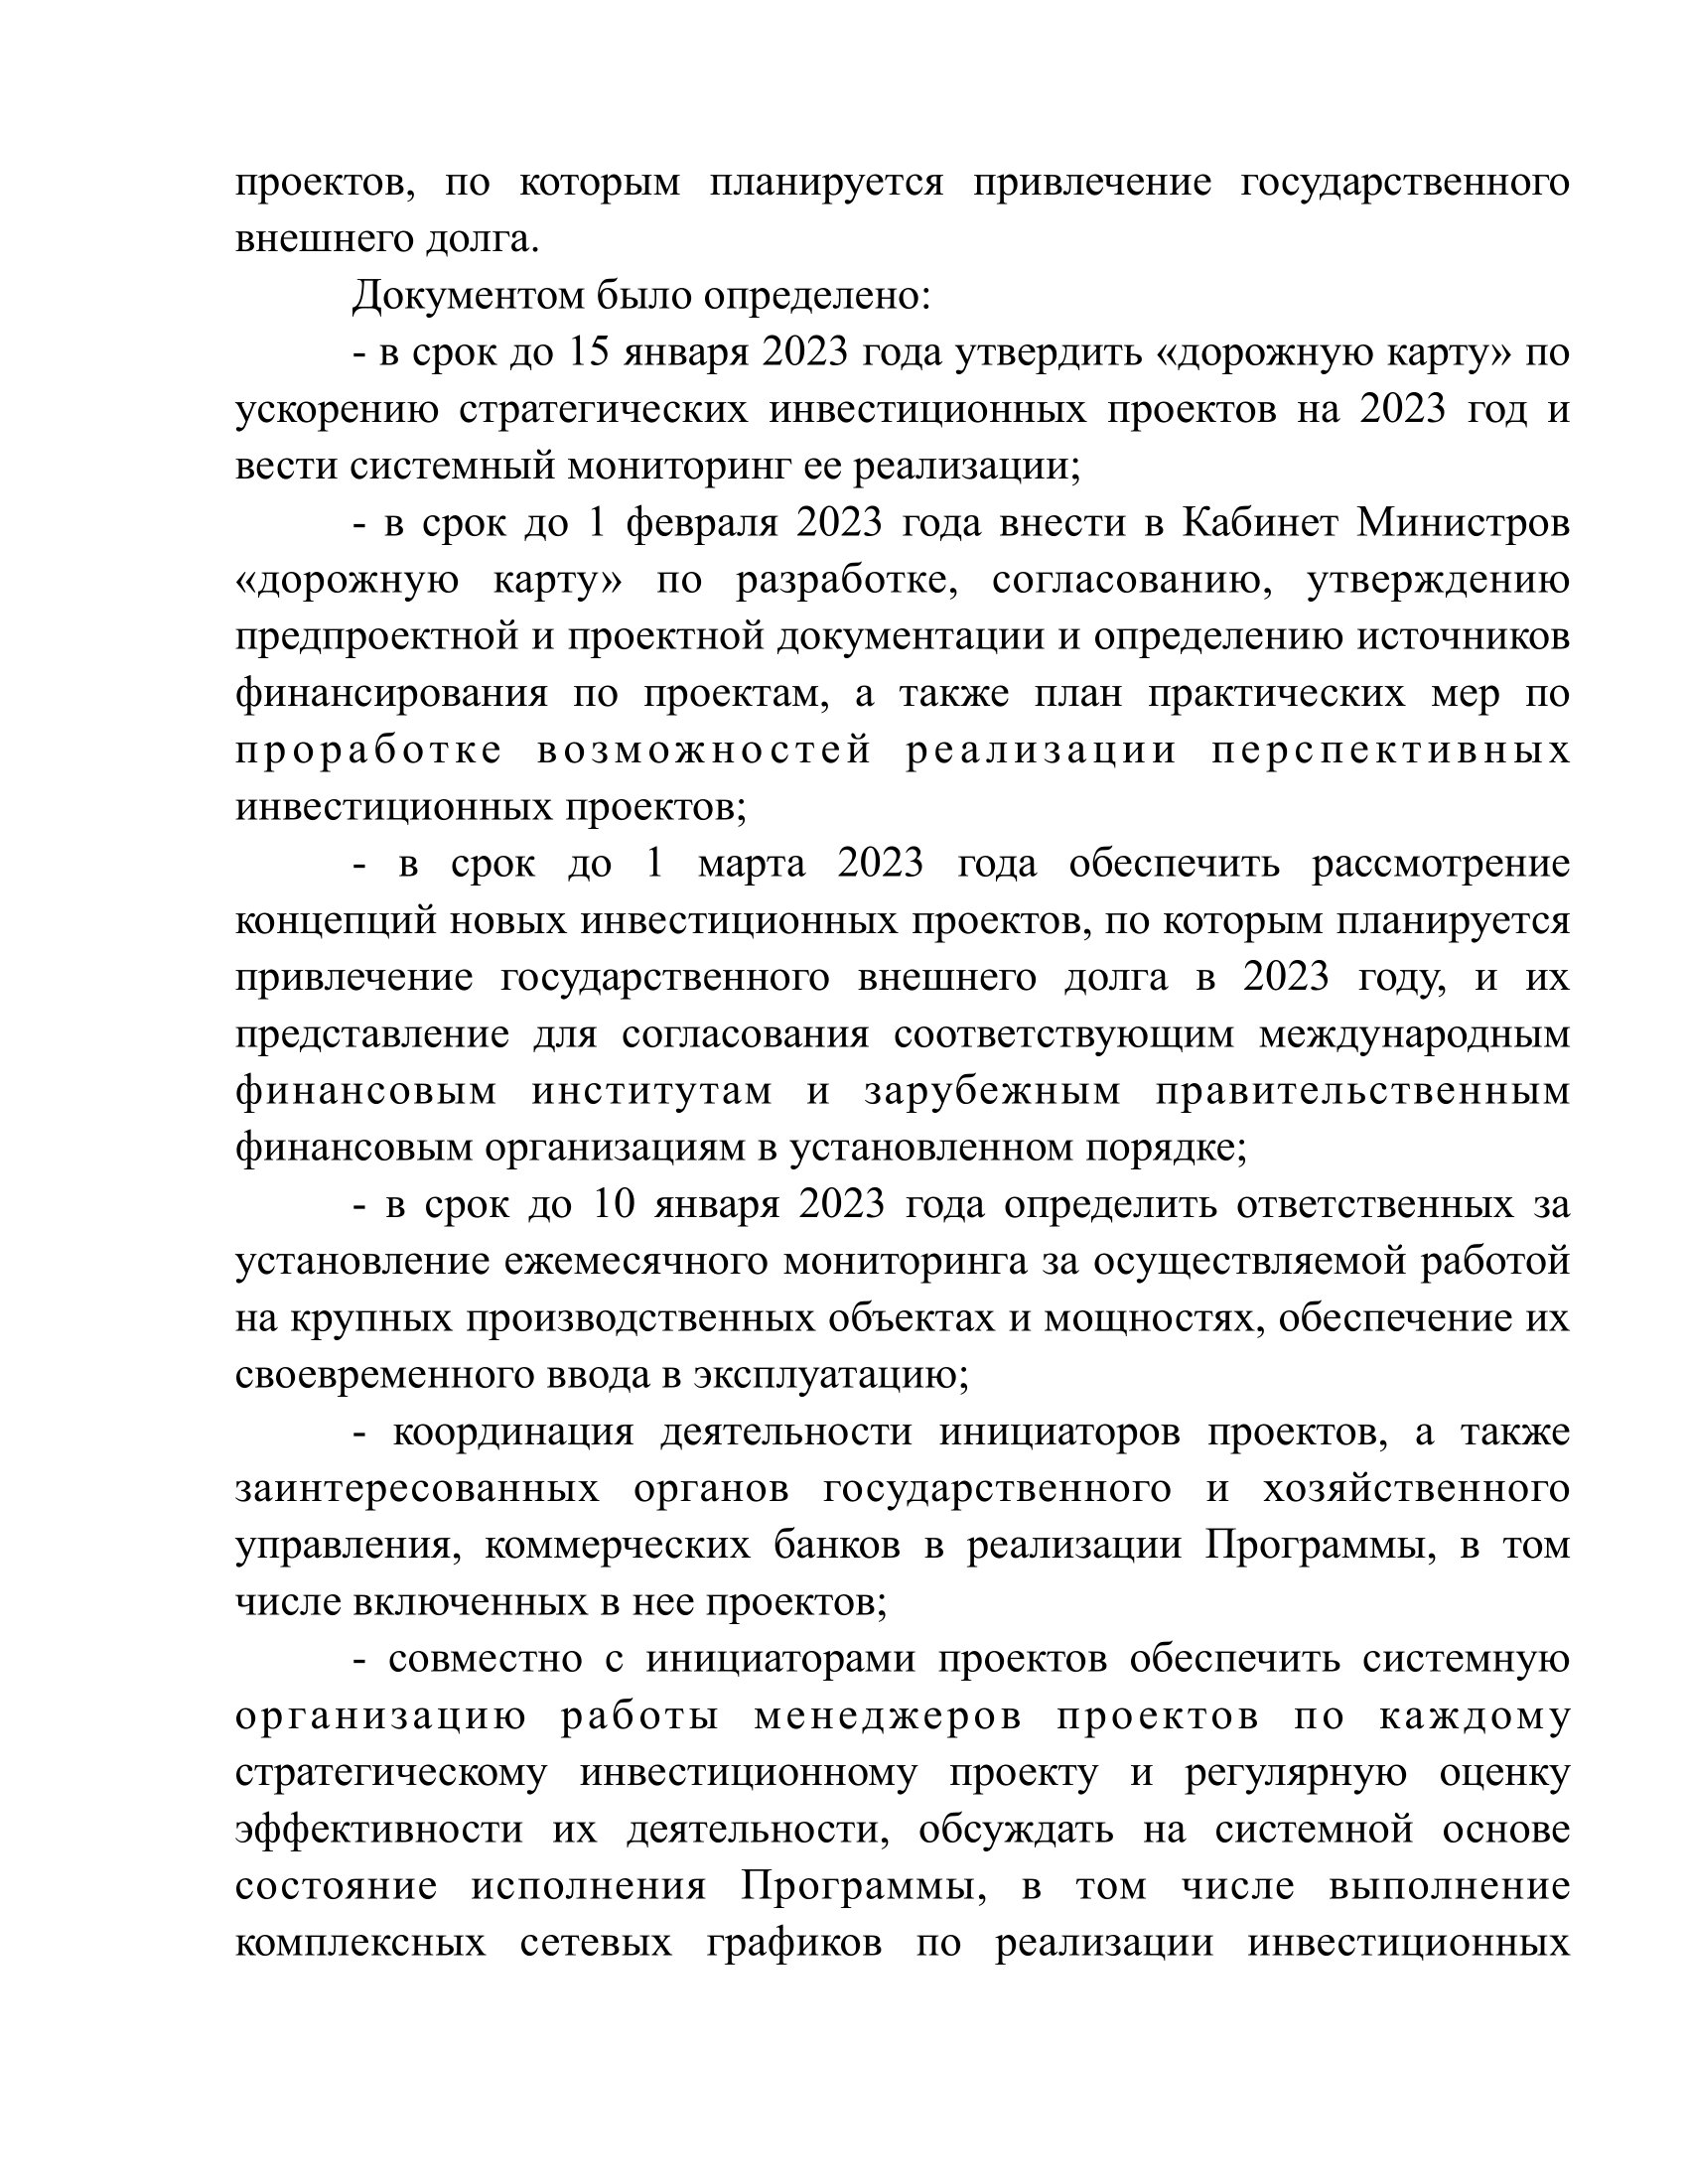 проектов, по которым планируется привлечение государственного
внешнего долга.
Документом было определено:
- в срок до 15 января 2023 года утвердить «дорожную карту» по
ускорению стратегических инвестиционных проектов на 2023 год и
вести системный мониторинг ее реализации;
- в срок до 1 февраля 2023 года внести в Кабинет Министров
«дорожную карту» по разработке, согласованию, утверждению
предпроектной и проектной документации и определению источников
финансирования по проектам, а также план практических мер по
проработке возможностей реализации перспективных
инвестиционных проектов;
- в срок до 1 марта 2023 года обеспечить рассмотрение
концепций новых инвестиционных проектов, по которым планируется
привлечение государственного внешнего долга в 2023 году, и их
представление для согласования соответствующим международным
финансовым институтам и зарубежным правительственным
финансовым организациям в установленном порядке;
- в срок до 10 января 2023 года определить ответственных за
установление ежемесячного мониторинга за осуществляемой работой
на крупных производственных объектах и мощностях, обеспечение их
своевременного ввода в эксплуатацию;
- координация деятельности инициаторов проектов, а также
заинтересованных органов государственного и хозяйственного
управления, коммерческих банков в реализации Программы, в том
числе включенных в нее проектов;
- совместно с инициаторами проектов обеспечить системную
организацию работы менеджеров проектов по каждому
стратегическому инвестиционному проекту и регулярную оценку
эффективности их деятельности, обсуждать на системной основе
состояние исполнения Программы, в том числе выполнение
комплексных сетевых графиков по реализации инвестиционных